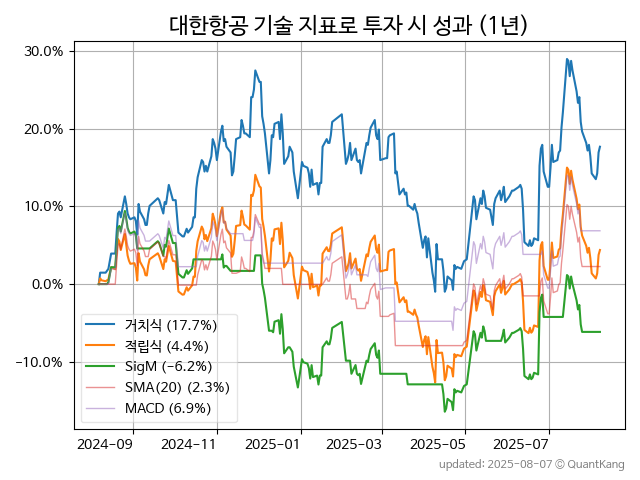 대한항공 기술 지표로 투자 시 성과 (1년)
30.0%
20.0%
10.0%
0.0%
−10.0%
거치식 (17.7%)
적립식 (4.4%)
SigM (−6.2%)
SMA(20) (2.3%)
MACD (6.9%)
2024-09 2024-11 2025-01 2025-03 2025-05 2025-07
updated: 2025-08-07 © QuantKang